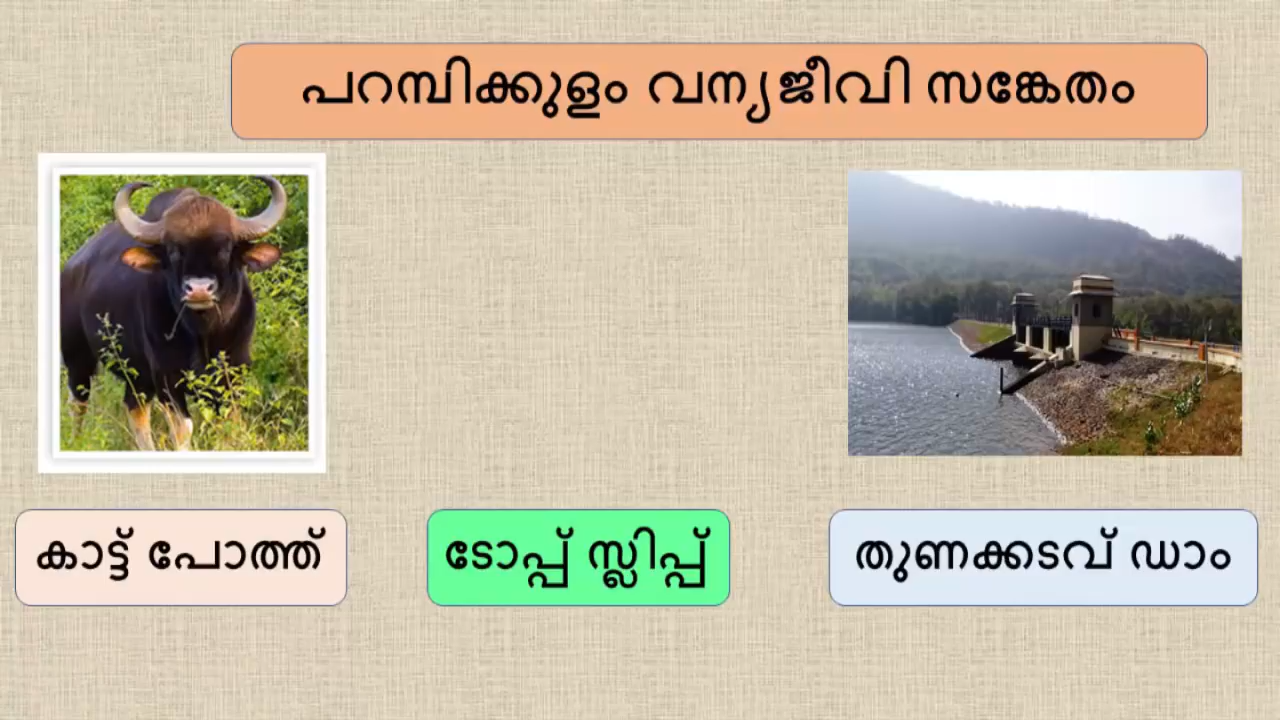 പറമ്പിക്കുളം വന്യജീവി സങ്കേതം
കാട്ട് പോത്ത്
ടോപ്പ് സ്ലിപ്പ്
തുണക്കടവ് ഡാം